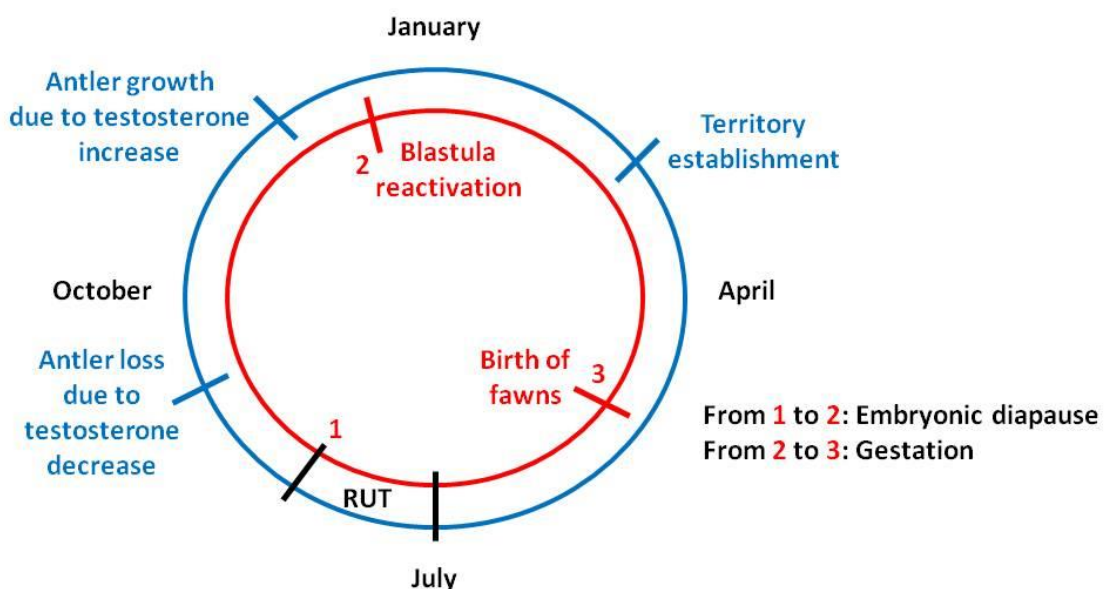 January
Antler growth
due to testosterone
increase
2
Blastula
reactivation
Territory
establishment
October
April
Antler loss
due to
testosterone
decrease
Birth of
fawns
3
1
RUT
July
From 1 to 2: Embryonic diapause
From 2 to 3: Gestation